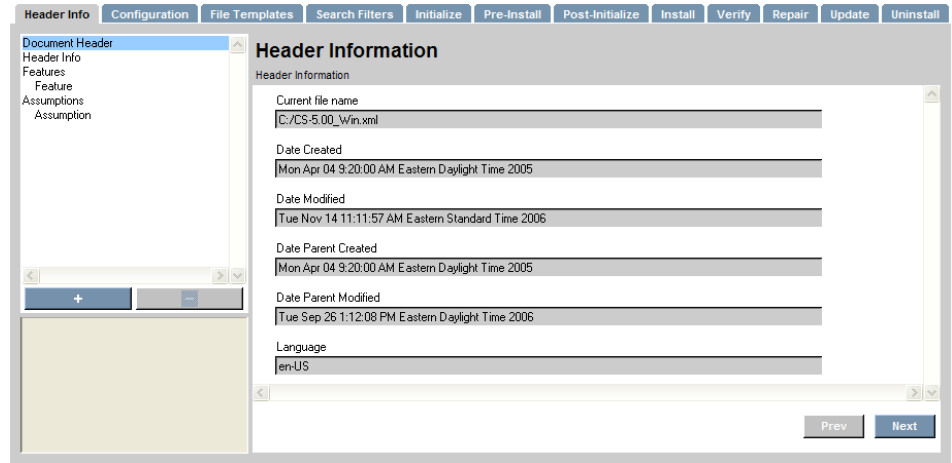 Header Info Configuration File Templates Search Filters Initialize Pre-Install Post-Initialize Install Verify Repair Update Uninstall
Document Header
Header Info
Features
Feature
Assumptions
Assumption
+ −
Header Information
Header Information
Current file name
C:/CS-5.00_Win.xml
Date Created
Mon Apr 04 9:20:00 AM Eastern Daylight Time 2005
Date Modified
Tue Nov 14 11:11:57 AM Eastern Standard Time 2006
Date Parent Created
Mon Apr 04 9:20:00 AM Eastern Daylight Time 2005
Date Parent Modified
Tue Sep 26 1:12:08 PM Eastern Daylight Time 2006
Language
en-US
Prev Next